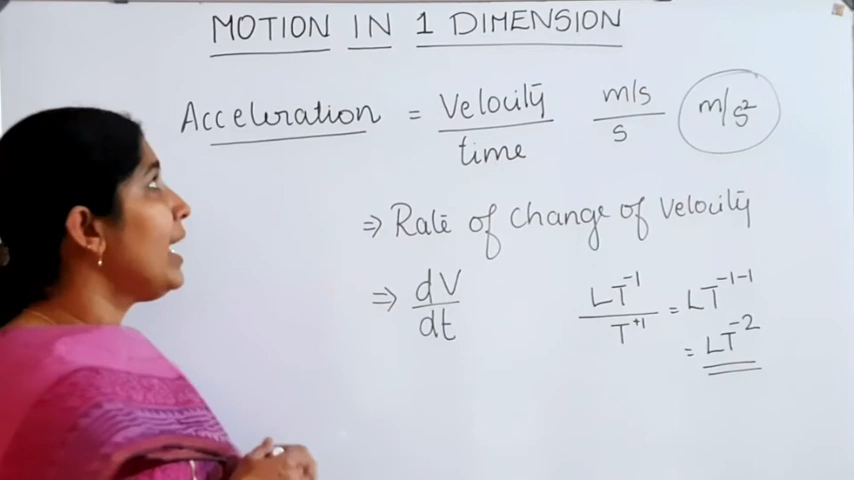 MOTION IN 1 DIMENSION
Acceleration = Velocity / time m/s / s m/s²
⇒ Rate of change of velocity
⇒ dV / dt LT⁻¹ / T⁺¹ = LT⁻¹⁻¹
= LT⁻²